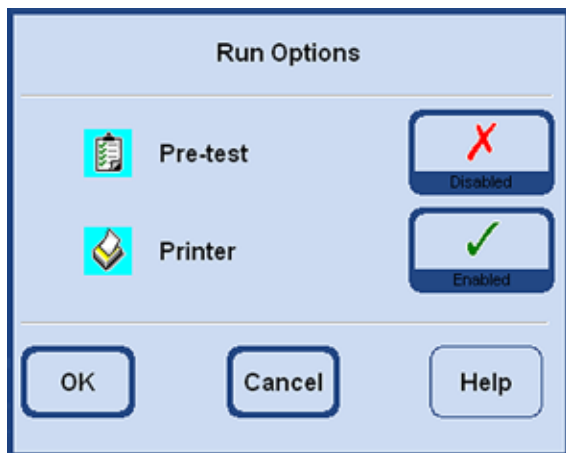 Run Options
Pre-test
Disabled
Printer
Enabled
OK
Cancel
Help